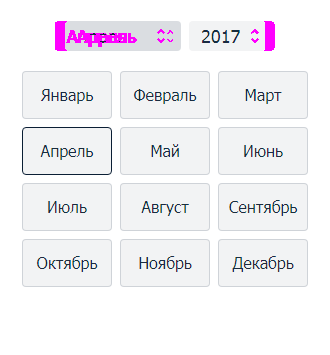 Апрель 2017
Январь Февраль Март
Апрель Май Июнь
Июль Август Сентябрь
Октябрь Ноябрь Декабрь